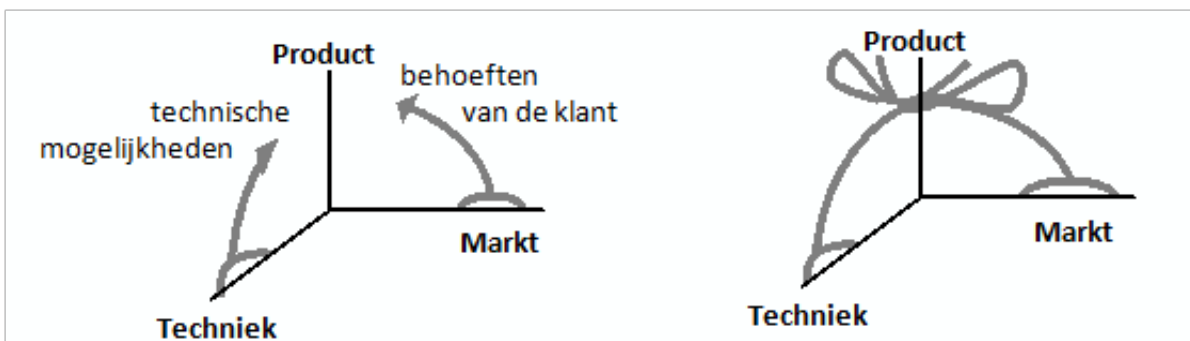 Product
behoeften
van de klant
technische
mogelijkheden
Markt
Techniek
Product
Markt
Techniek